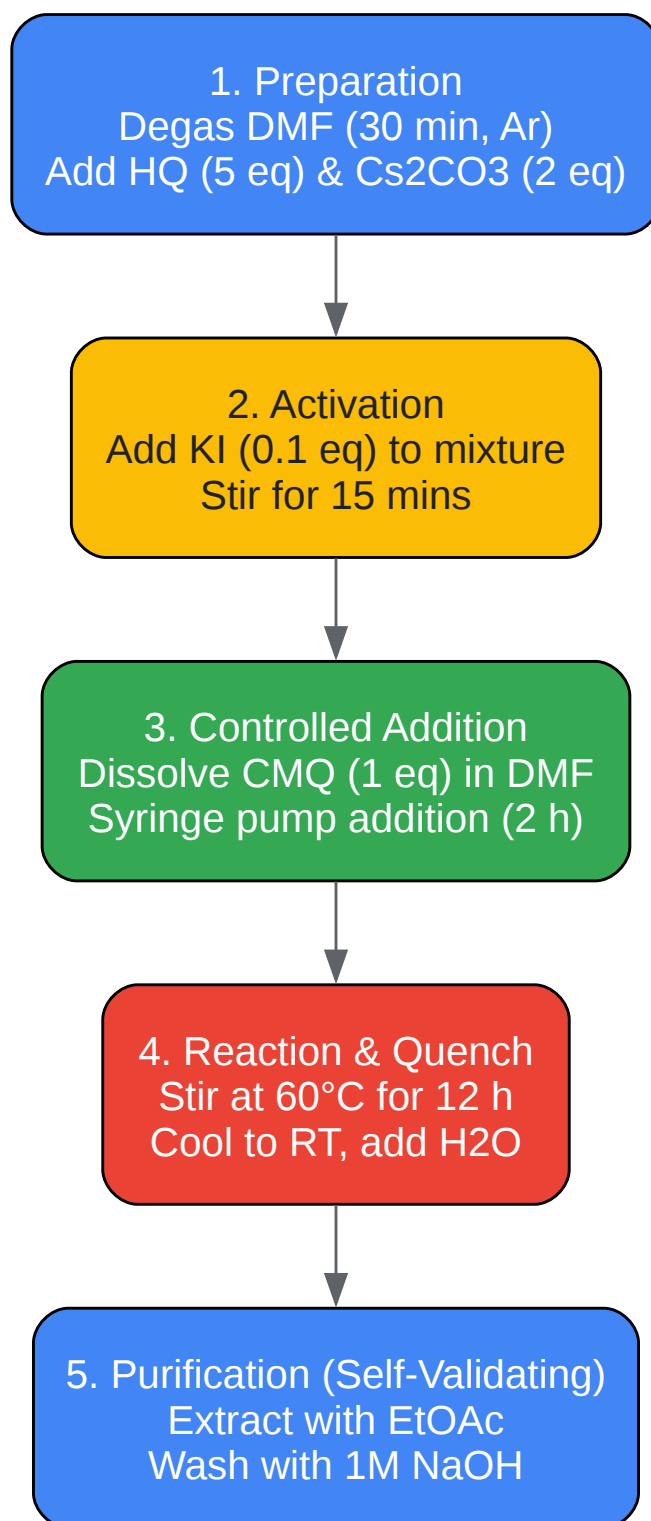 1. Preparation
Degas DMF (30 min, Ar)
Add HQ (5 eq) & Cs2CO3 (2 eq)
2. Activation
Add KI (0.1 eq) to mixture
Stir for 15 mins
3. Controlled Addition
Dissolve CMQ (1 eq) in DMF
Syringe pump addition (2 h)
4. Reaction & Quench
Stir at 60°C for 12 h
Cool to RT, add H2O
5. Purification (Self-Validating)
Extract with EtOAc
Wash with 1M NaOH